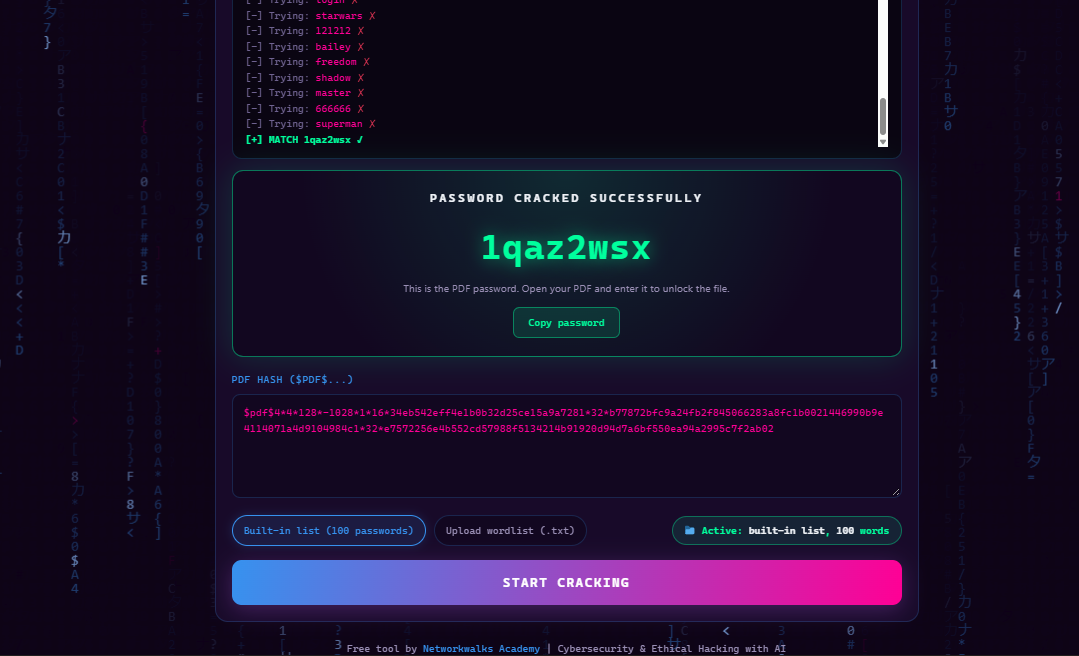 [-] Trying: login ✗
[-] Trying: starwars ✗
[-] Trying: 121212 ✗
[-] Trying: bailey ✗
[-] Trying: freedom ✗
[-] Trying: shadow ✗
[-] Trying: master ✗
[-] Trying: 666666 ✗
[-] Trying: superman ✗
[+] MATCH 1qaz2wsx ✓
PASSWORD CRACKED SUCCESSFULLY
1qaz2wsx
This is the PDF password. Open your PDF and enter it to unlock the file.
Copy password
PDF HASH ($PDF$...)
$pdf$4*4*128*-1028*1*16*34eb542eff4e1b0b32d25ce15a9a7281*32*b77872bfc9a24fb2f845066283a8fc1b0021446990b9e
4114071a4d9104984c1*32*e7572256e4b552cd57988f5134214b91920d94d7a6bf550ea94a2995c7f2ab02
Built-in list (100 passwords)
Upload wordlist (.txt)
Active: built-in list, 100 words
START CRACKING
Free tool by Networkwalks Academy | Cybersecurity & Ethical Hacking with AI